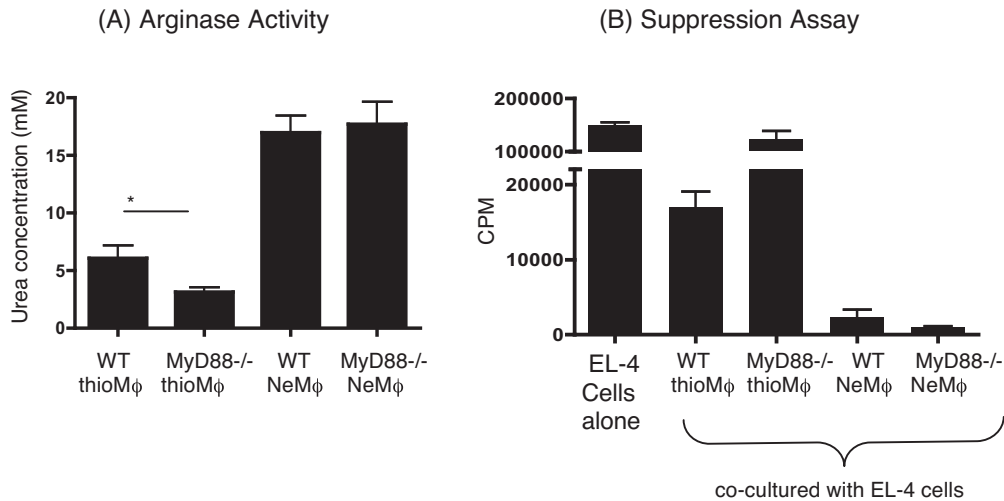 (A) Arginase Activity
Urea concentration (mM)
20
15
10
5
0
*
WT
thioMϕ
MyD88-/-
thioMϕ
WT
NeMϕ
MyD88-/-
NeMϕ
(B) Suppression Assay
CPM
200000
100000
20000
10000
0
EL-4
Cells
alone
WT
thioMϕ
MyD88-/-
thioMϕ
WT
NeMϕ
MyD88-/-
NeMϕ
co-cultured with EL-4 cells